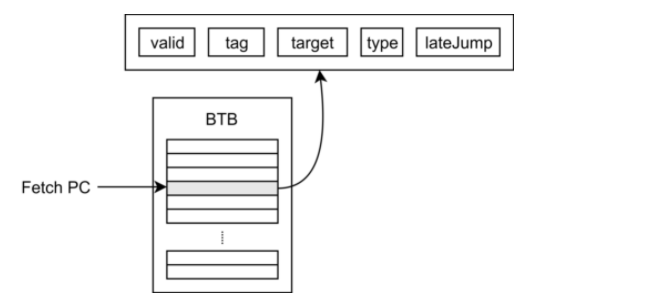 valid tag target type lateJump
BTB
Fetch PC